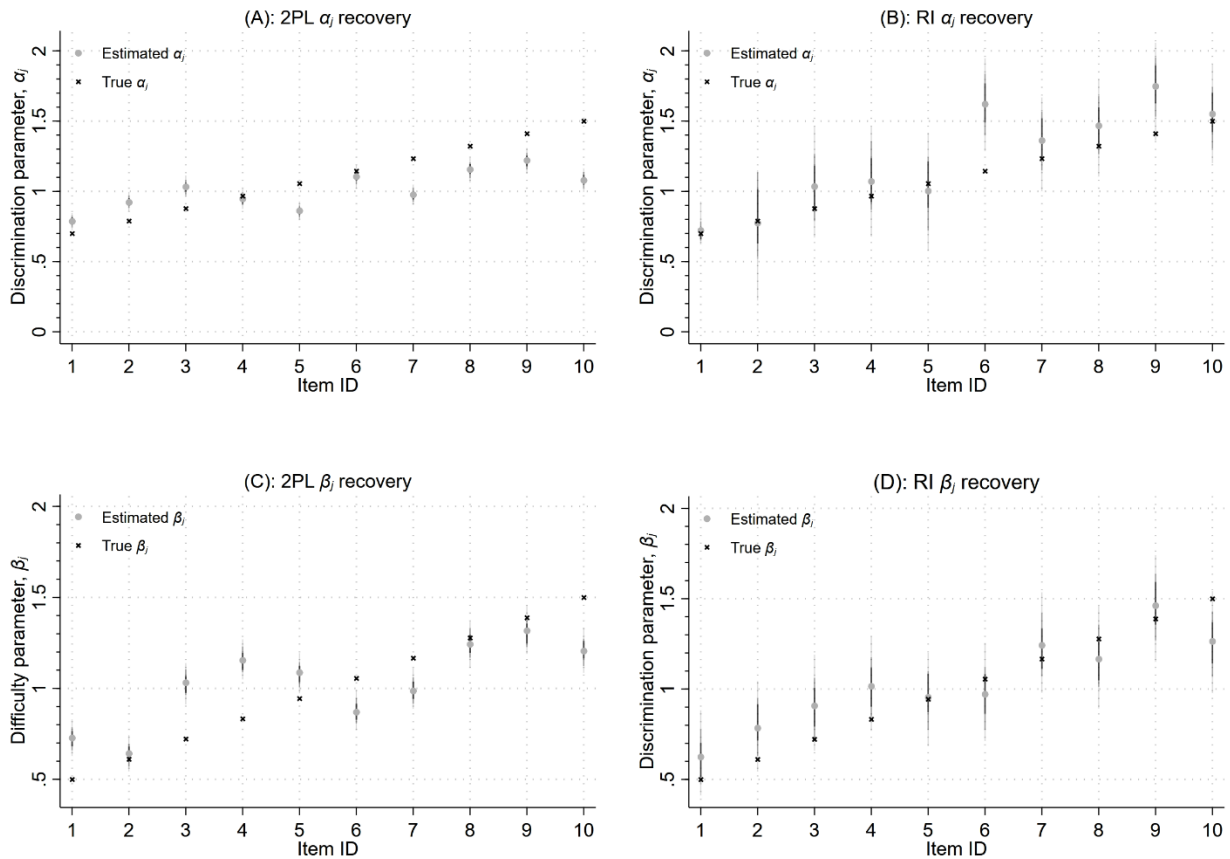 (A): 2PL αj recovery
Discrimination parameter, αj
2
1.5
1
.5
0
Estimated αj
True αj
1 2 3 4 5 6 7 8 9 10
Item ID
(B): RI αj recovery
Discrimination parameter, αj
2
1.5
1
.5
0
Estimated αj
True αj
1 2 3 4 5 6 7 8 9 10
Item ID
(C): 2PL βj recovery
Difficulty parameter, βj
2
1.5
1
.5
Estimated βj
True βj
1 2 3 4 5 6 7 8 9 10
Item ID
(D): RI βj recovery
Discrimination parameter, βj
2
1.5
1
.5
Estimated βj
True βj
1 2 3 4 5 6 7 8 9 10
Item ID